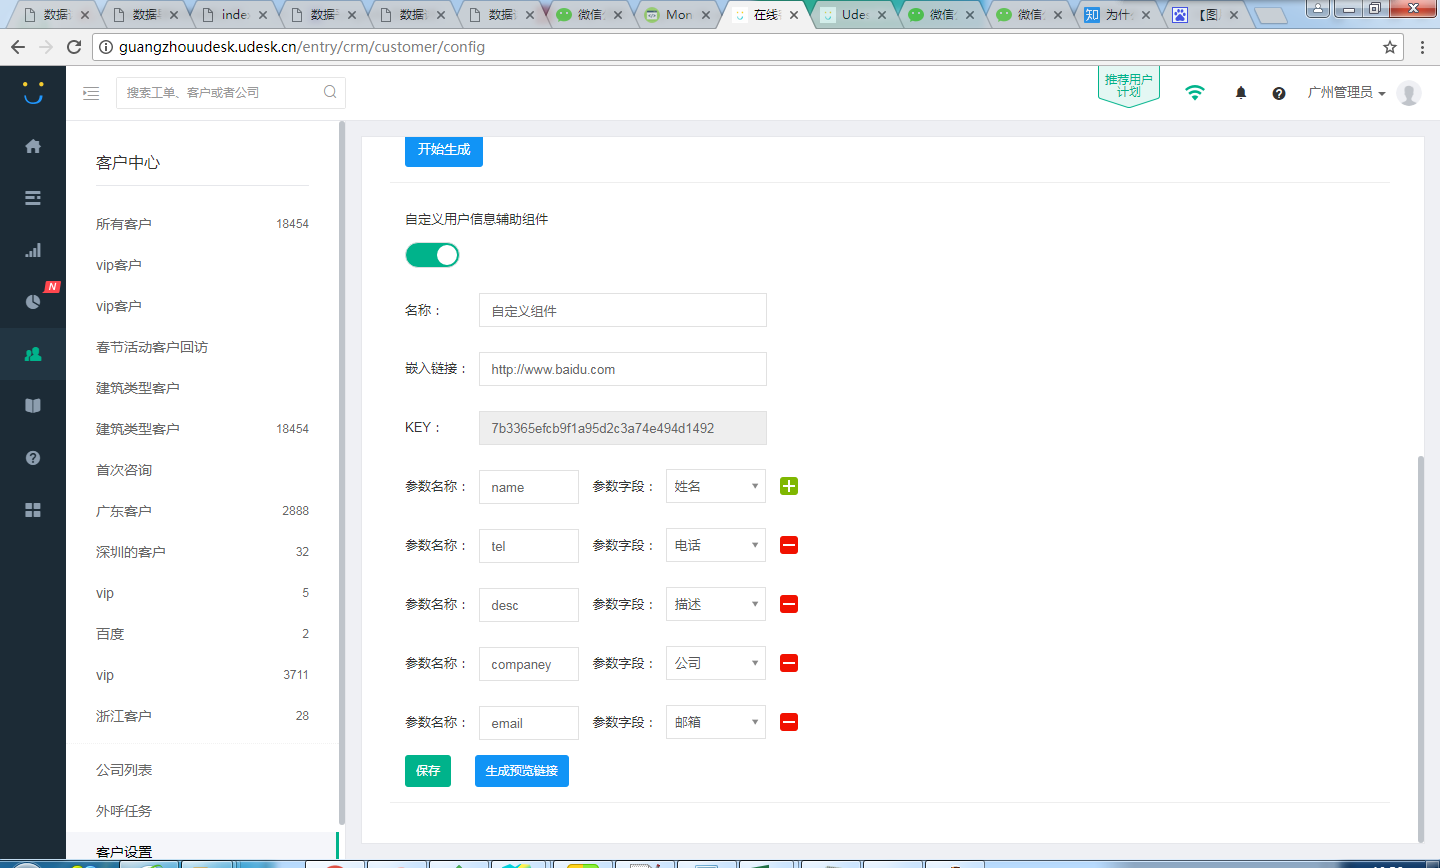 数据
数据
inde
数据
数据
数据
微信
Mon
在线
Udes
微信
微信
知
为什
【图
guangzhouudesk.udesk.cn/entry/crm/customer/config
搜索工单、客户或者公司
推荐用户
计划
广州管理员
N
客户中心
所有客户 18454
vip客户
vip客户
春节活动客户回访
建筑类型客户
建筑类型客户 18454
首次咨询
广东客户 2888
深圳的客户 32
vip 5
百度 2
vip 3711
浙江客户 28
公司列表
外呼任务
客户设置
开始生成
自定义用户信息辅助组件
名称： 自定义组件
嵌入链接： http://www.baidu.com
KEY： 7b3365efcb9f1a95d2c3a74e494d1492
参数名称： name 参数字段： 姓名
参数名称： tel 参数字段： 电话
参数名称： desc 参数字段： 描述
参数名称： companey 参数字段： 公司
参数名称： email 参数字段： 邮箱
保存 生成预览链接